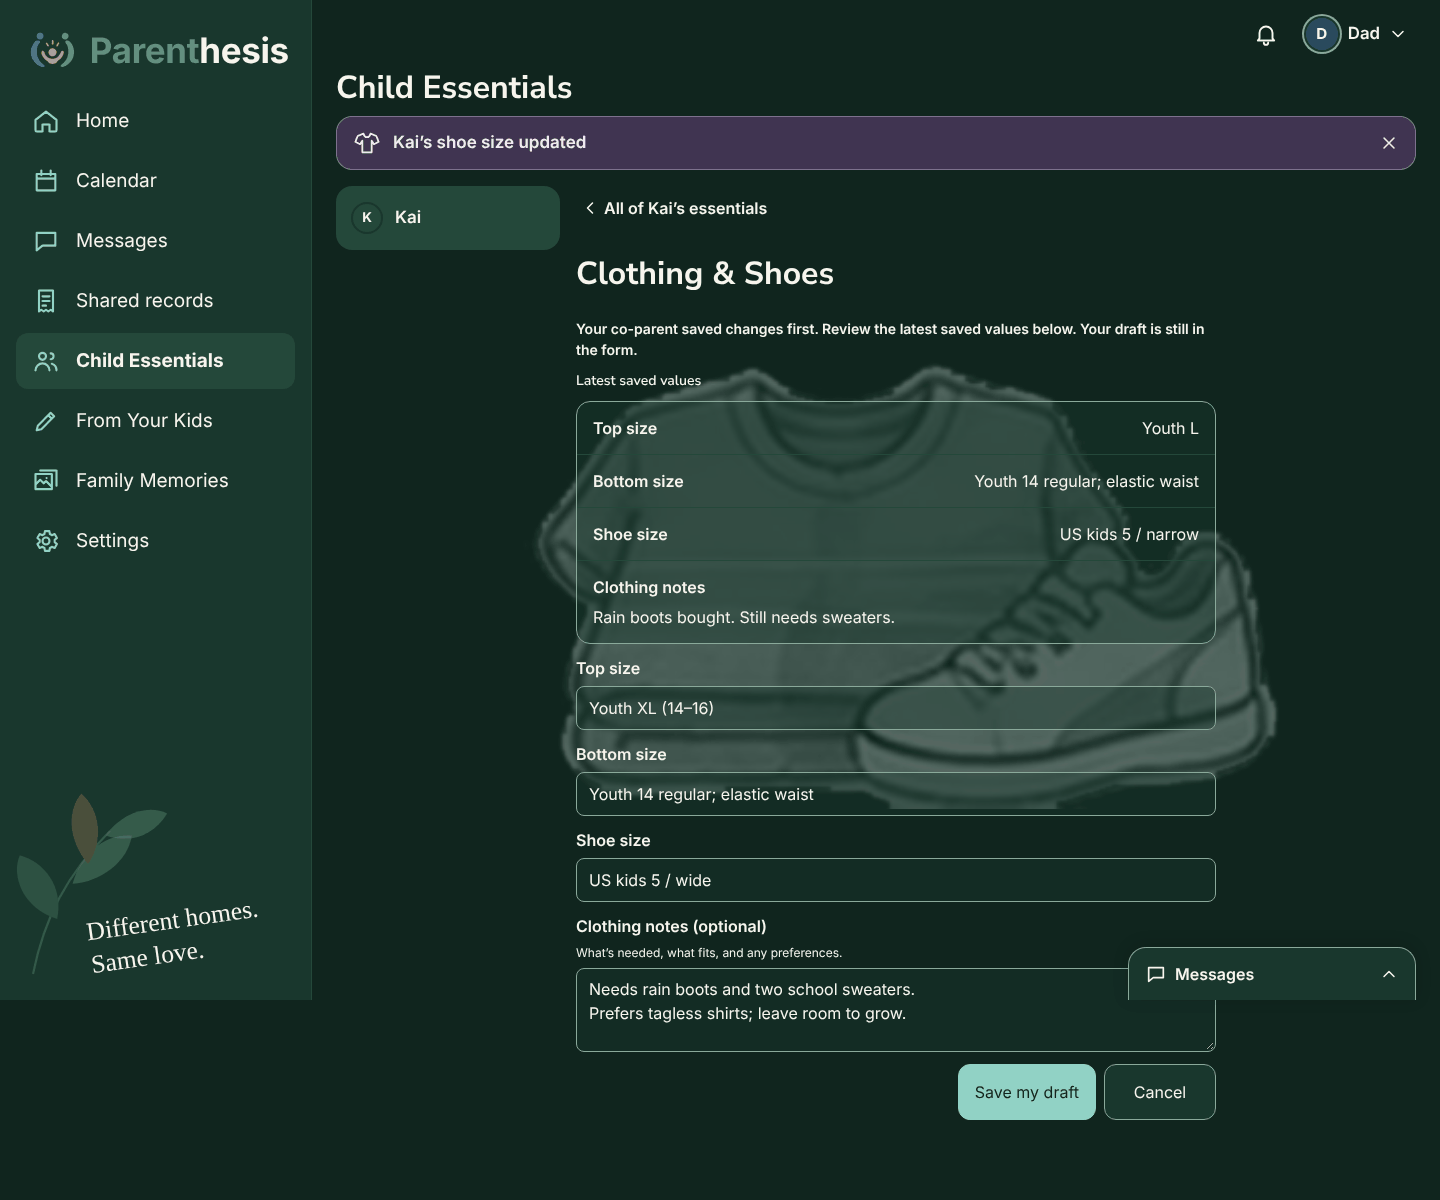 Parenthesis
Home
Calendar
Messages
Shared records
Child Essentials
From Your Kids
Family Memories
Settings
Different homes.
Same love.
D
Dad
Child Essentials
Kai’s shoe size updated
K
Kai
All of Kai’s essentials
Clothing & Shoes
Your co-parent saved changes first. Review the latest saved values below. Your draft is still in
the form.
Latest saved values
Top size
Youth L
Bottom size
Youth 14 regular; elastic waist
Shoe size
US kids 5 / narrow
Clothing notes
Rain boots bought. Still needs sweaters.
Top size
Youth XL (14–16)
Bottom size
Youth 14 regular; elastic waist
Shoe size
US kids 5 / wide
Clothing notes (optional)
What’s needed, what fits, and any preferences.
Needs rain boots and two school sweaters.
Prefers tagless shirts; leave room to grow.
Messages
Save my draft
Cancel